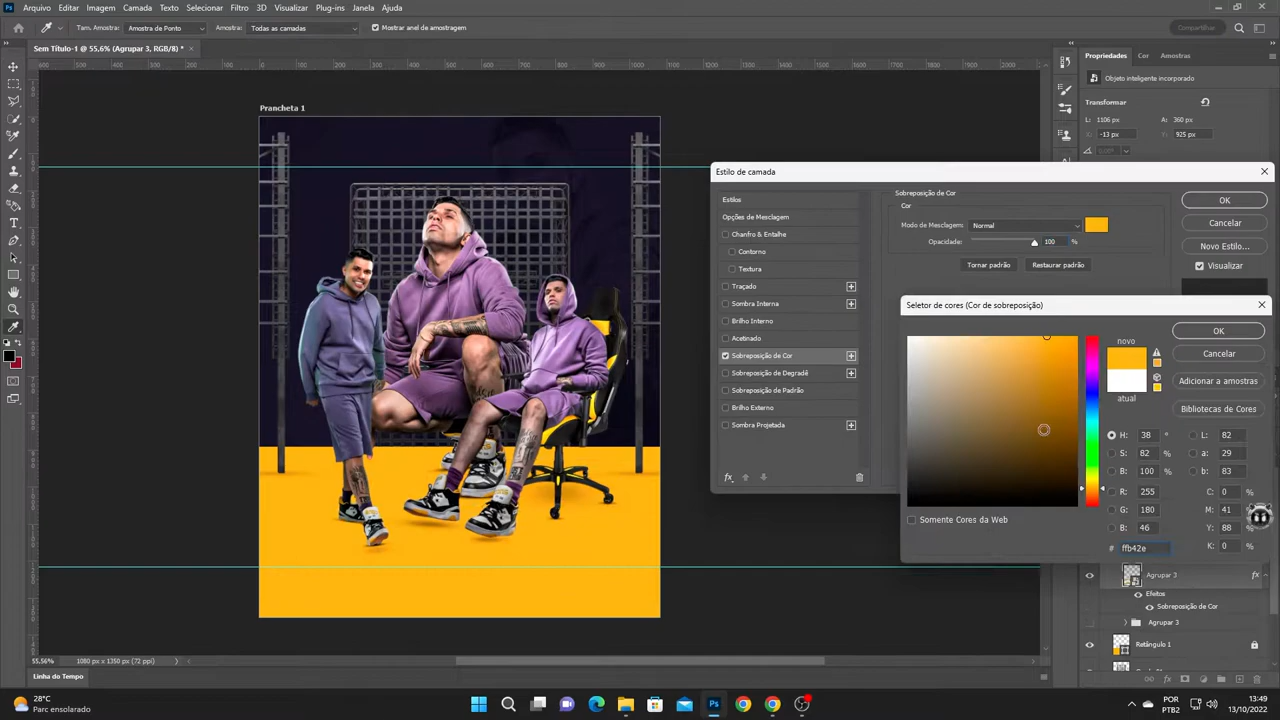 Arquivo Editar Imagem Camada Texto Selecionar Filtro 3D Visualizar Plug-ins Janela Ajuda
Tam. Amostra: Amostra de Ponto Amostra: Todas as camadas Mostrar anel de amostragem Compartilhar
Sem Título-1 @ 55,6% (Agrupar 3, RGB/8) *
Propriedades Cor Amostras
Objeto inteligente incorporado
Transformar
L: 1106 px A: 360 px
X: -13 px Y: 925 px
Prancheta 1
Estilo de camada
Estilos
Opções de Mesclagem
Chanfro & Entalhe
Contorno
Textura
Traçado
Sombra Interna
Brilho Interno
Acetinado
Sobreposição de Cor
Sobreposição de Degradê
Sobreposição de Padrão
Brilho Externo
Sombra Projetada
fx
Sobreposição de Cor
Cor
Modo de Mesclagem: Normal
Opacidade: 100 %
Tornar padrão Restaurar padrão
OK
Cancelar
Novo Estilo...
Visualizar
Seletor de cores (Cor de sobreposição)
novo
atual
OK
Cancelar
Adicionar a amostras
Bibliotecas de Cores
H: 38 ° L: 82
S: 82 % a: 29
B: 100 % b: 83
R: 255 C: 0 %
G: 180 M: 41 %
B: 46 Y: 88 %
# ffb42e K: 0 %
Somente Cores da Web
Agrupar 3 fx
Efeitos
Sobreposição de Cor
Agrupar 3
Retângulo 1
55,56% 1080 px x 1350 px (72 ppi)
Linha do Tempo
28°C
Parc ensolarado
POR
PTB2
13:49
13/10/2022